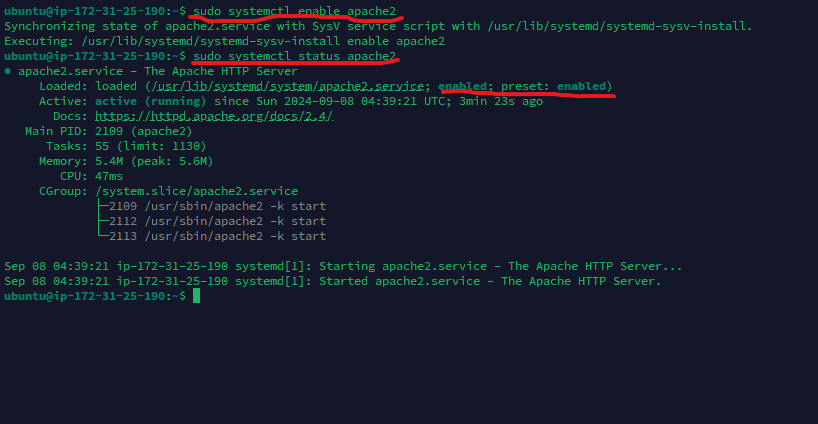 ubuntu@ip-172-31-25-190:~$ sudo systemctl enable apache2
Synchronizing state of apache2.service with SysV service script with /usr/lib/systemd/systemd-sysv-install.
Executing: /usr/lib/systemd/systemd-sysv-install enable apache2
ubuntu@ip-172-31-25-190:~$ sudo systemctl status apache2
● apache2.service - The Apache HTTP Server
     Loaded: loaded (/usr/lib/systemd/system/apache2.service; enabled; preset: enabled)
     Active: active (running) since Sun 2024-09-08 04:39:21 UTC; 3min 23s ago
       Docs: https://httpd.apache.org/docs/2.4/
   Main PID: 2109 (apache2)
      Tasks: 55 (limit: 1130)
     Memory: 5.4M (peak: 5.6M)
        CPU: 47ms
     CGroup: /system.slice/apache2.service
             ├─2109 /usr/sbin/apache2 -k start
             ├─2112 /usr/sbin/apache2 -k start
             └─2113 /usr/sbin/apache2 -k start
Sep 08 04:39:21 ip-172-31-25-190 systemd[1]: Starting apache2.service - The Apache HTTP Server...
Sep 08 04:39:21 ip-172-31-25-190 systemd[1]: Started apache2.service - The Apache HTTP Server.
ubuntu@ip-172-31-25-190:~$